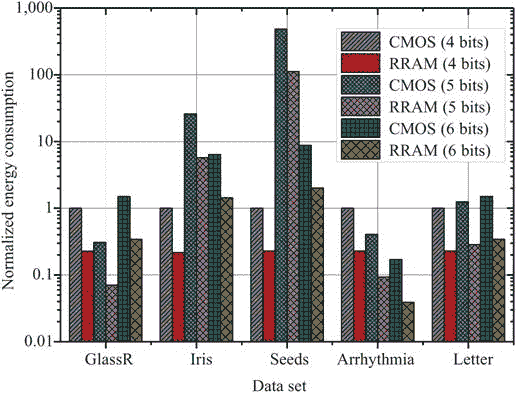 1,000
100
10
1
0.1
0.01
Normalized energy consumption
CMOS (4 bits)
RRAM (4 bits)
CMOS (5 bits)
RRAM (5 bits)
CMOS (6 bits)
RRAM (6 bits)
GlassR Iris Seeds Arrhythmia Letter
Data set